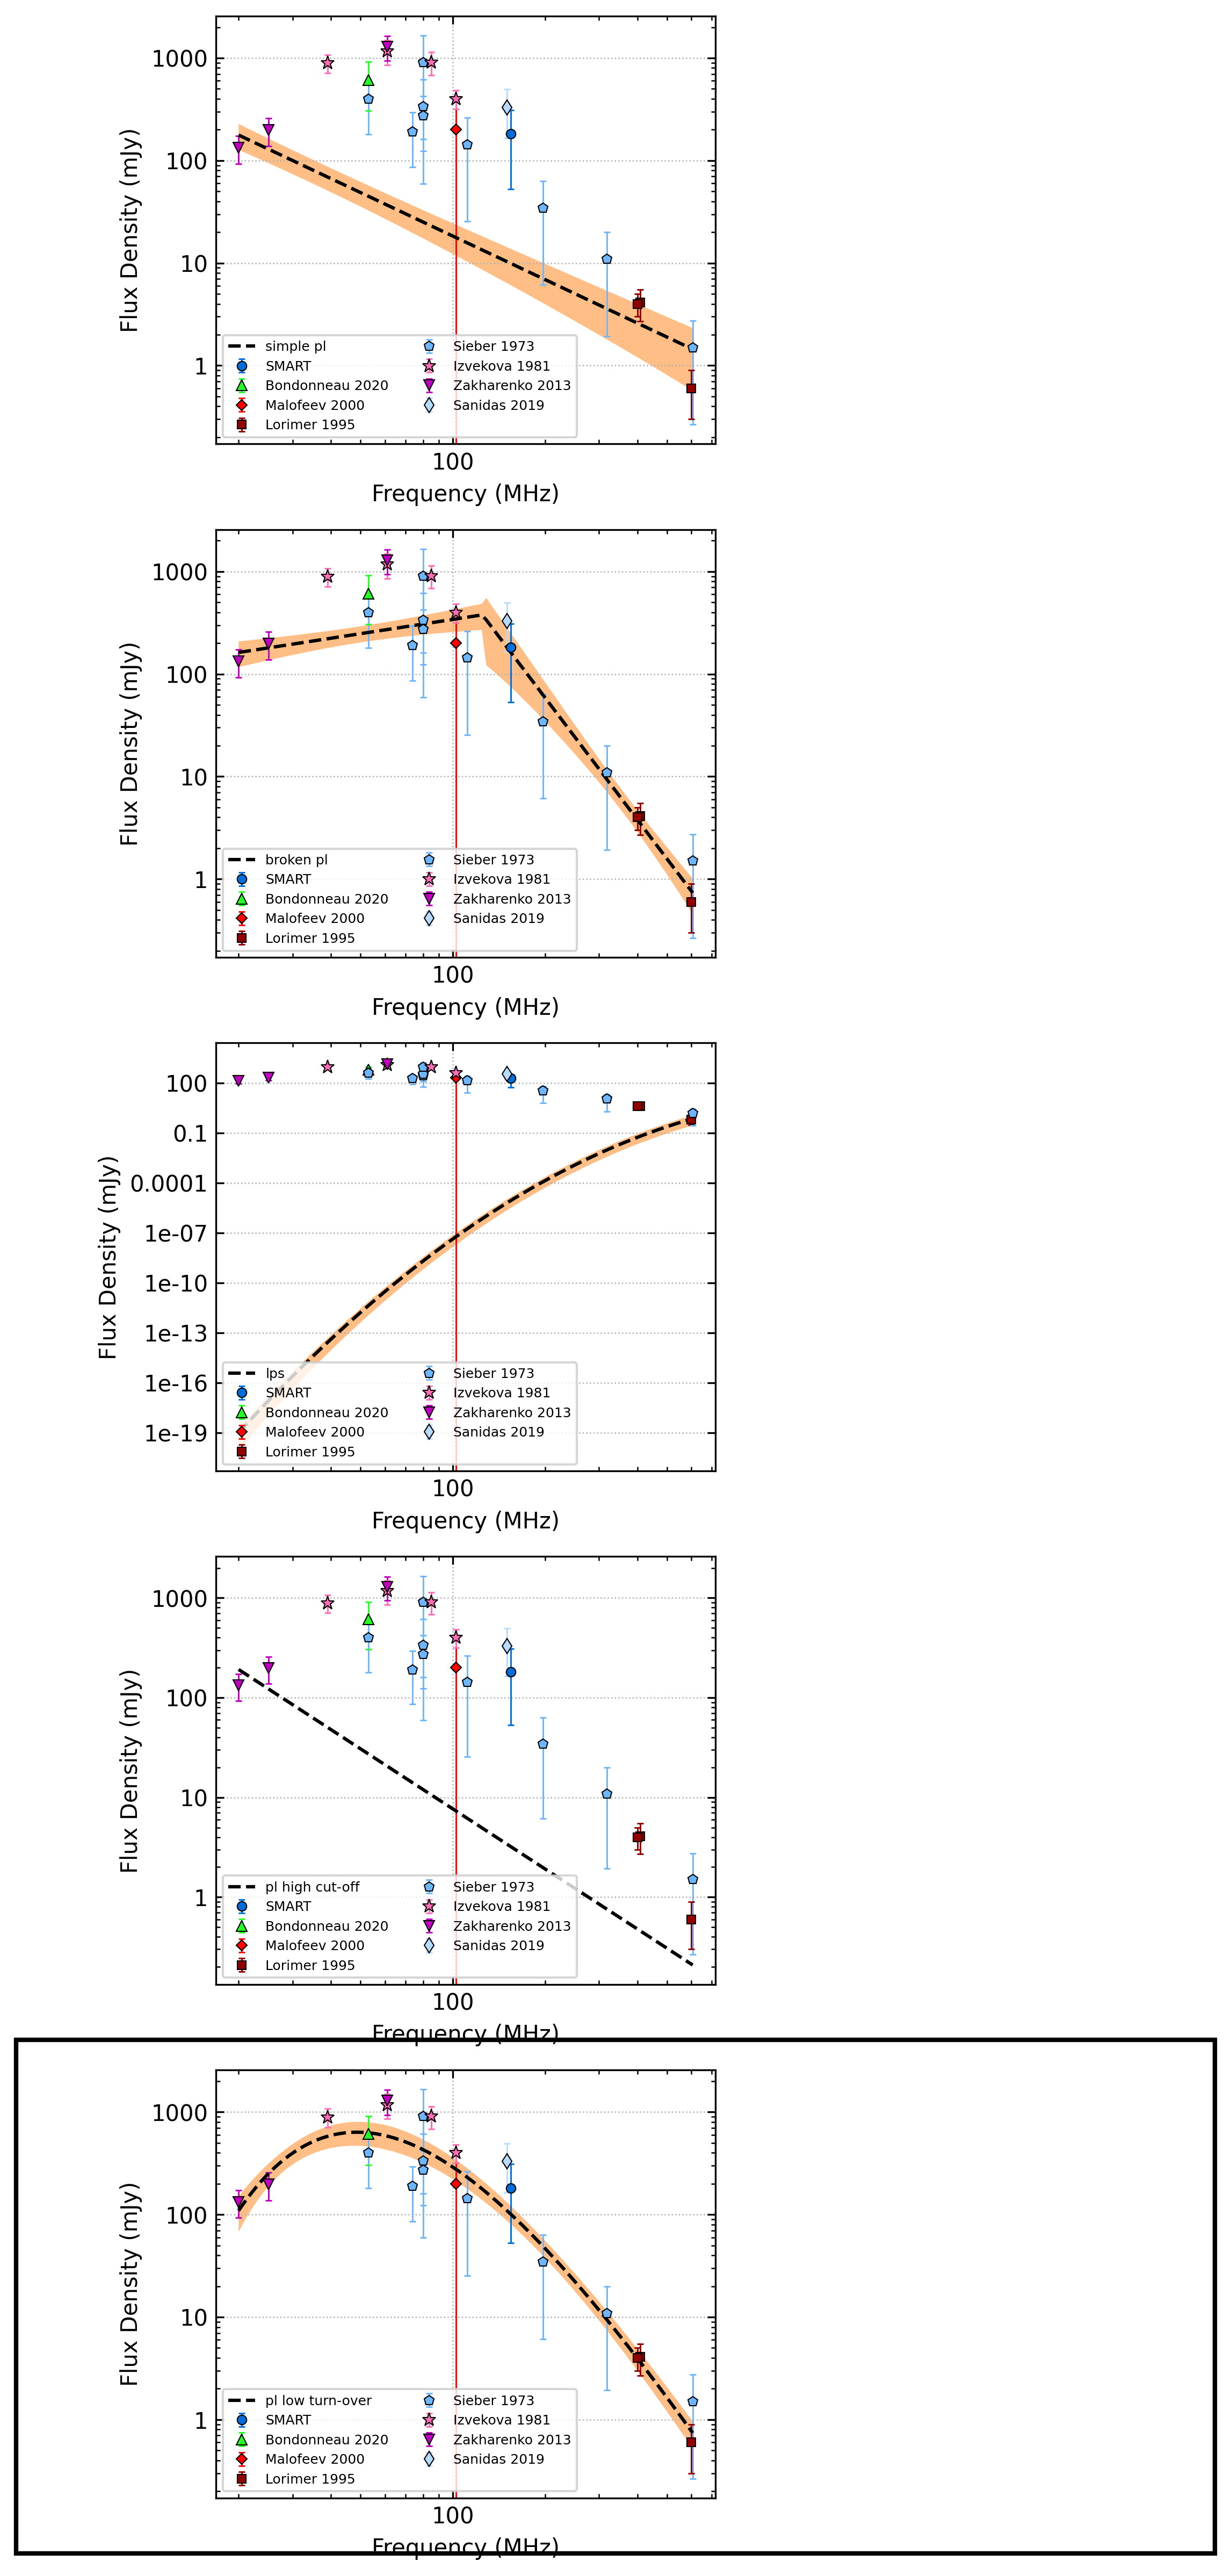 1000
100
10
1
Flux Density (mJy)
simple pl
SMART
Bondonneau 2020
Malofeev 2000
Lorimer 1995
Sieber 1973
Izvekova 1981
Zakharenko 2013
Sanidas 2019
100
Frequency (MHz)
1000
100
10
1
Flux Density (mJy)
broken pl
SMART
Bondonneau 2020
Malofeev 2000
Lorimer 1995
Sieber 1973
Izvekova 1981
Zakharenko 2013
Sanidas 2019
100
Frequency (MHz)
100
0.1
0.0001
1e-07
1e-10
1e-13
1e-16
1e-19
Flux Density (mJy)
lps
SMART
Bondonneau 2020
Malofeev 2000
Lorimer 1995
Sieber 1973
Izvekova 1981
Zakharenko 2013
Sanidas 2019
100
Frequency (MHz)
1000
100
10
1
Flux Density (mJy)
pl high cut-off
SMART
Bondonneau 2020
Malofeev 2000
Lorimer 1995
Sieber 1973
Izvekova 1981
Zakharenko 2013
Sanidas 2019
100
Frequency (MHz)
1000
100
10
1
Flux Density (mJy)
pl low turn-over
SMART
Bondonneau 2020
Malofeev 2000
Lorimer 1995
Sieber 1973
Izvekova 1981
Zakharenko 2013
Sanidas 2019
100
Frequency (MHz)